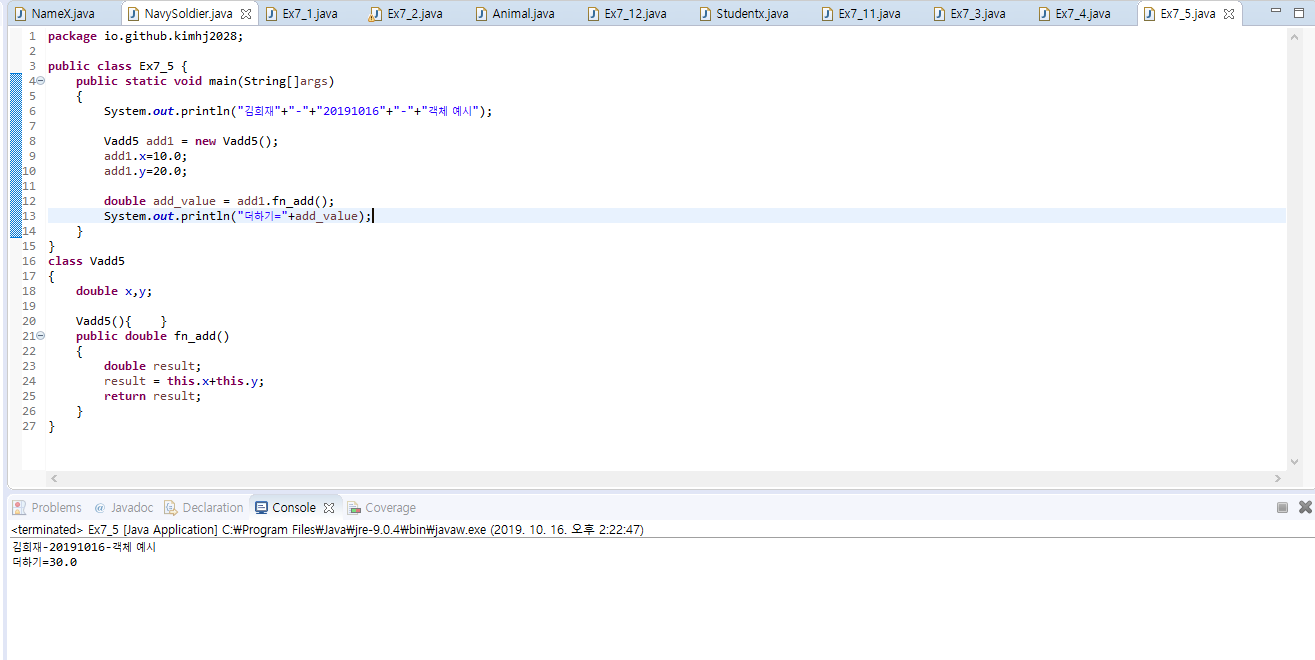 NameX.java NavySoldier.java Ex7_1.java Ex7_2.java Animal.java Ex7_12.java Studentx.java Ex7_11.java Ex7_3.java Ex7_4.java Ex7_5.java
1 package io.github.kimhj2028;
2
3 public class Ex7_5 {
4 public static void main(String[]args)
5 {
6 System.out.println("김희재"+"-"+"20191016"+"-"+"객체 예시");
7
8 Vadd5 add1 = new Vadd5();
9 add1.x=10.0;
10 add1.y=20.0;
11
12 double add_value = add1.fn_add();
13 System.out.println("더하기="+add_value);
14 }
15 }
16 class Vadd5
17 {
18 double x,y;
19
20 Vadd5(){ }
21 public double fn_add()
22 {
23 double result;
24 result = this.x+this.y;
25 return result;
26 }
27 }
Problems @ Javadoc Declaration Console Coverage
<terminated> Ex7_5 [Java Application] C:₩Program Files₩Java₩jre-9.0.4₩bin₩javaw.exe (2019. 10. 16. 오후 2:22:47)
김희재-20191016-객체 예시
더하기=30.0